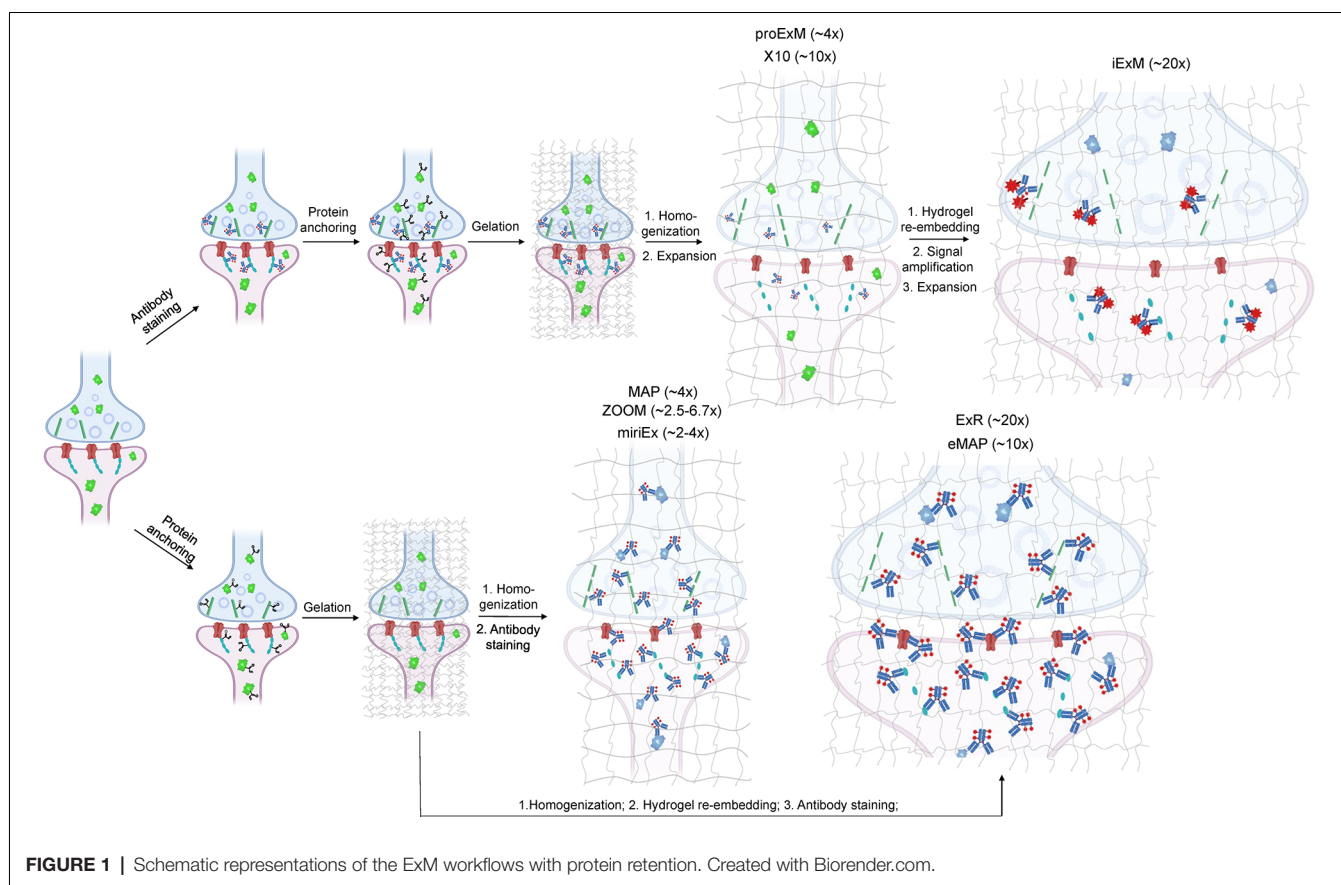 proExM (~4x)
X10 (~10x)
iExM (~20x)
Antibody
staining
Protein
anchoring
Gelation
1. Homo-
genization
2. Expansion
1. Hydrogel
re-embedding
2. Signal
amplification
3. Expansion
MAP (~4x)
ZOOM (~2.5-6.7x)
miriEx (~2-4x)
ExR (~20x)
eMAP (~10x)
Protein
anchoring
Gelation
1. Homo-
genization
2. Antibody
staining
1.Homogenization; 2. Hydrogel re-embedding; 3. Antibody staining;
FIGURE 1 | Schematic representations of the ExM workflows with protein retention. Created with Biorender.com.